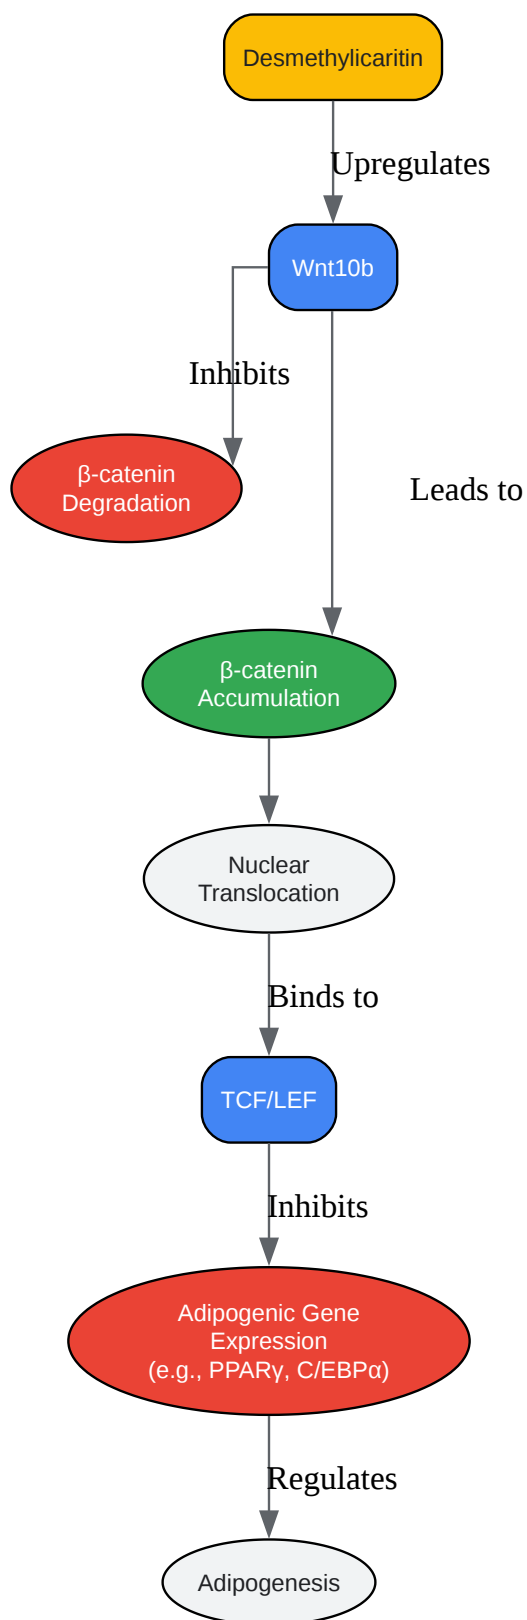 Desmethylicaritin
Upregulates
Wnt10b
Inhibits
β-catenin
Degradation
Leads to
β-catenin
Accumulation
Nuclear
Translocation
Binds to
TCF/LEF
Inhibits
Adipogenic Gene
Expression
(e.g., PPARγ, C/EBPα)
Regulates
Adipogenesis